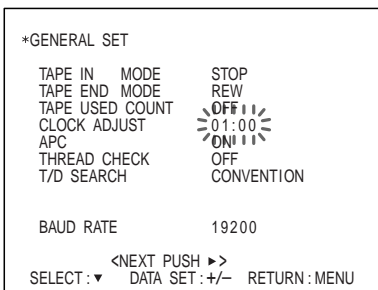 *GENERAL SET
TAPE IN MODE STOP
TAPE END MODE REW
TAPE USED COUNT OFF
CLOCK ADJUST 01:00
APC ON
THREAD CHECK OFF
T/D SEARCH CONVENTION
BAUD RATE 19200
<NEXT PUSH ►>
SELECT:▼ DATA SET:+/– RETURN:MENU